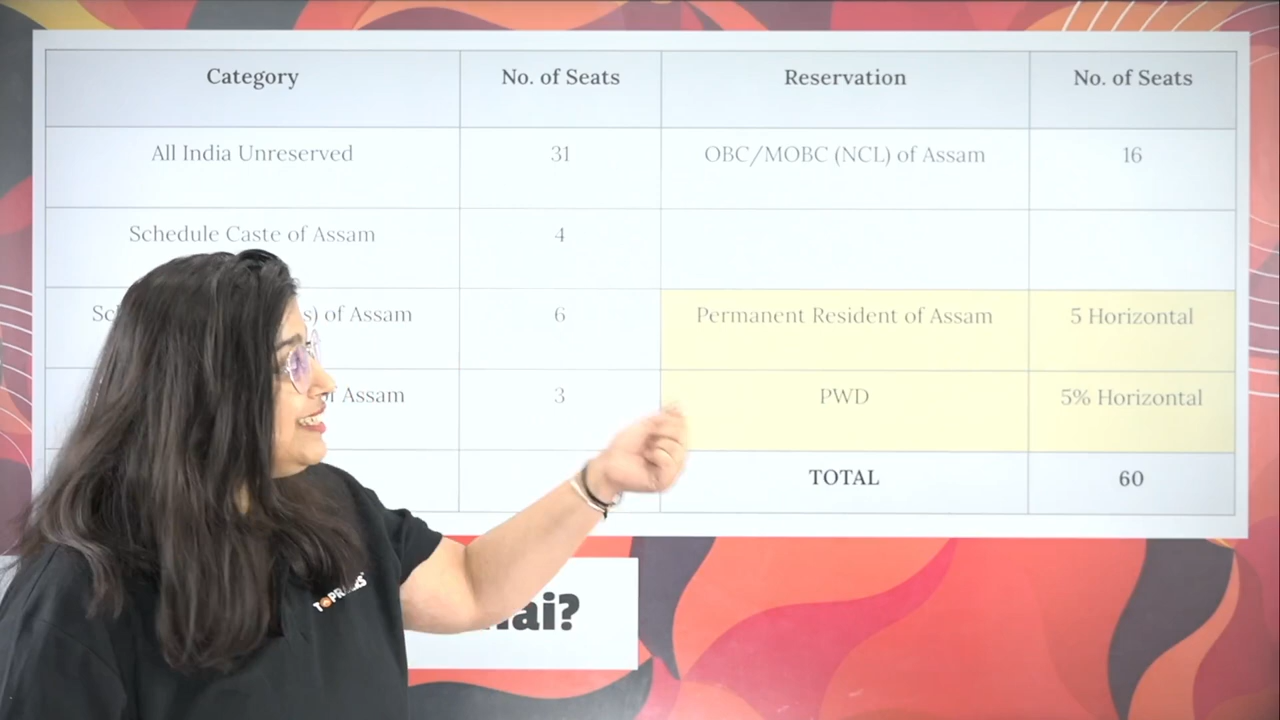 Category No. of Seats Reservation No. of Seats
All India Unreserved 31 OBC/MOBC (NCL) of Assam 16
Schedule Caste of Assam 4
of Assam 6 Permanent Resident of Assam 5 Horizontal
Assam 3 PWD 5% Horizontal
TOTAL 60